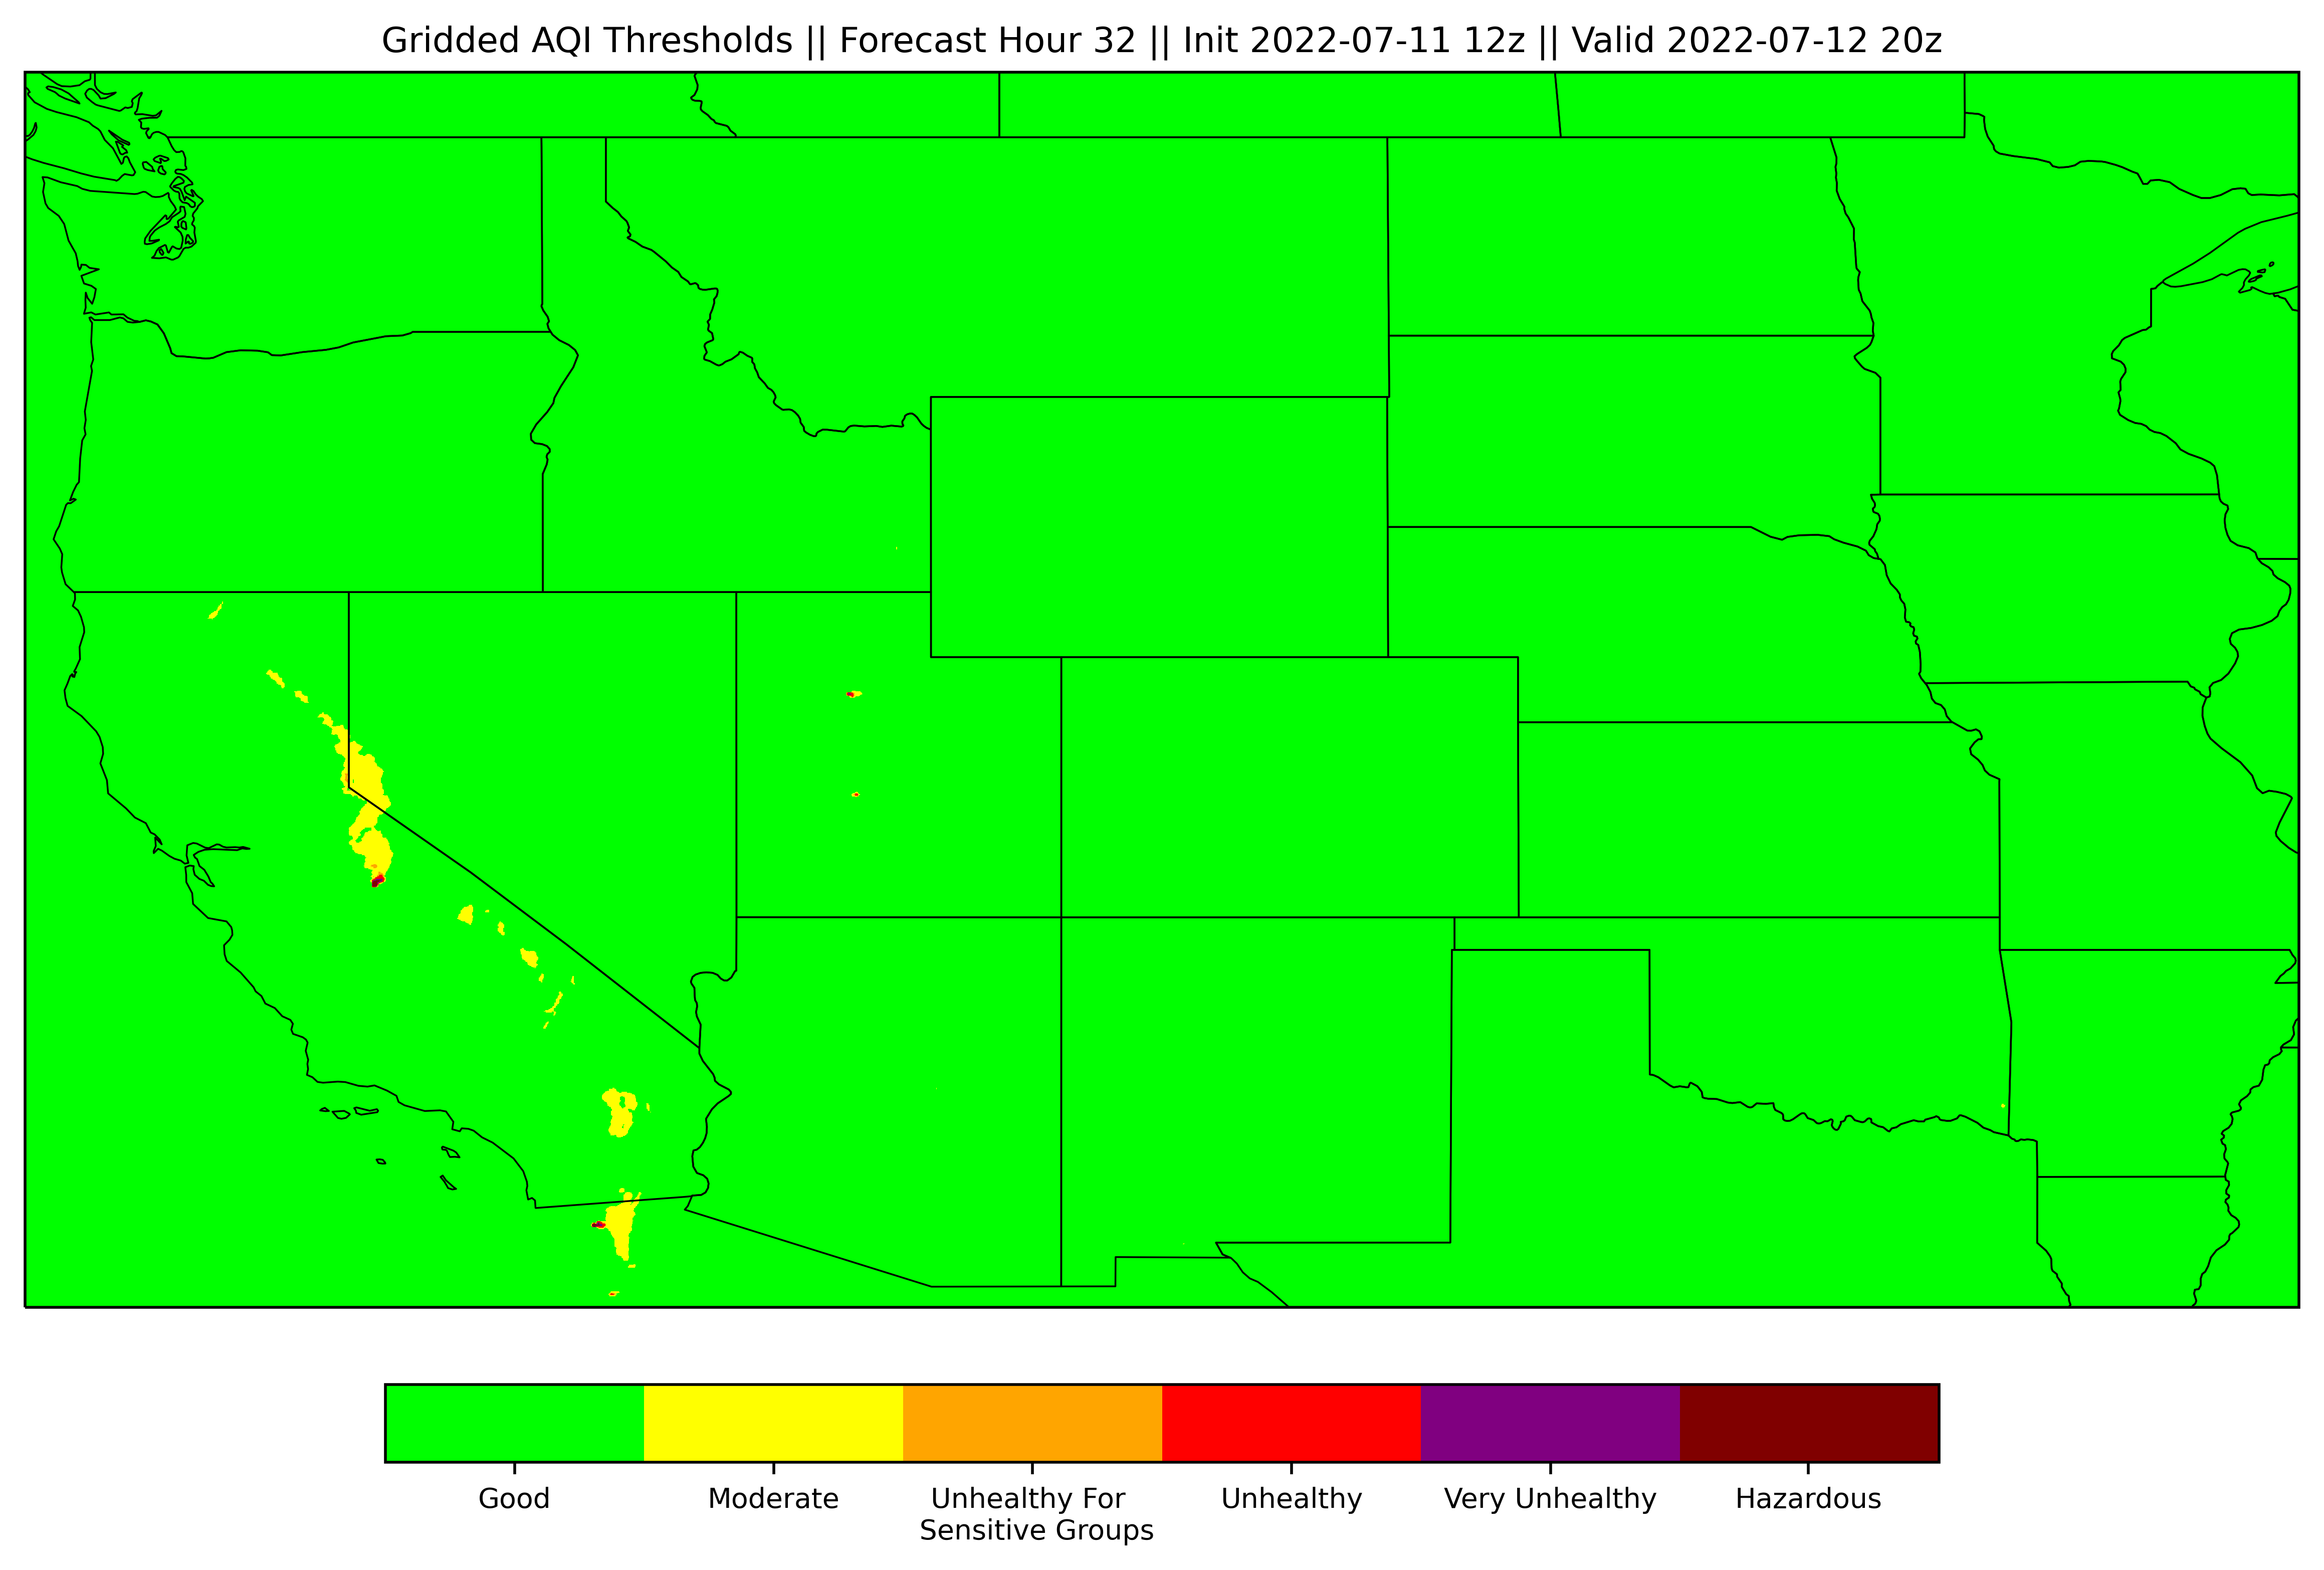 Gridded AQI Thresholds || Forecast Hour 32 || Init 2022-07-11 12z || Valid 2022-07-12 20z
Good
Moderate
Unhealthy For
Sensitive Groups
Unhealthy
Very Unhealthy
Hazardous